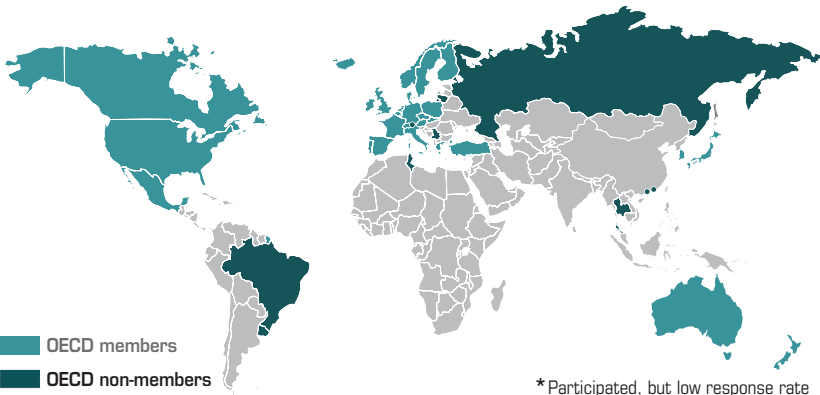 OECD members
OECD non-members
*Participated, but low response rate